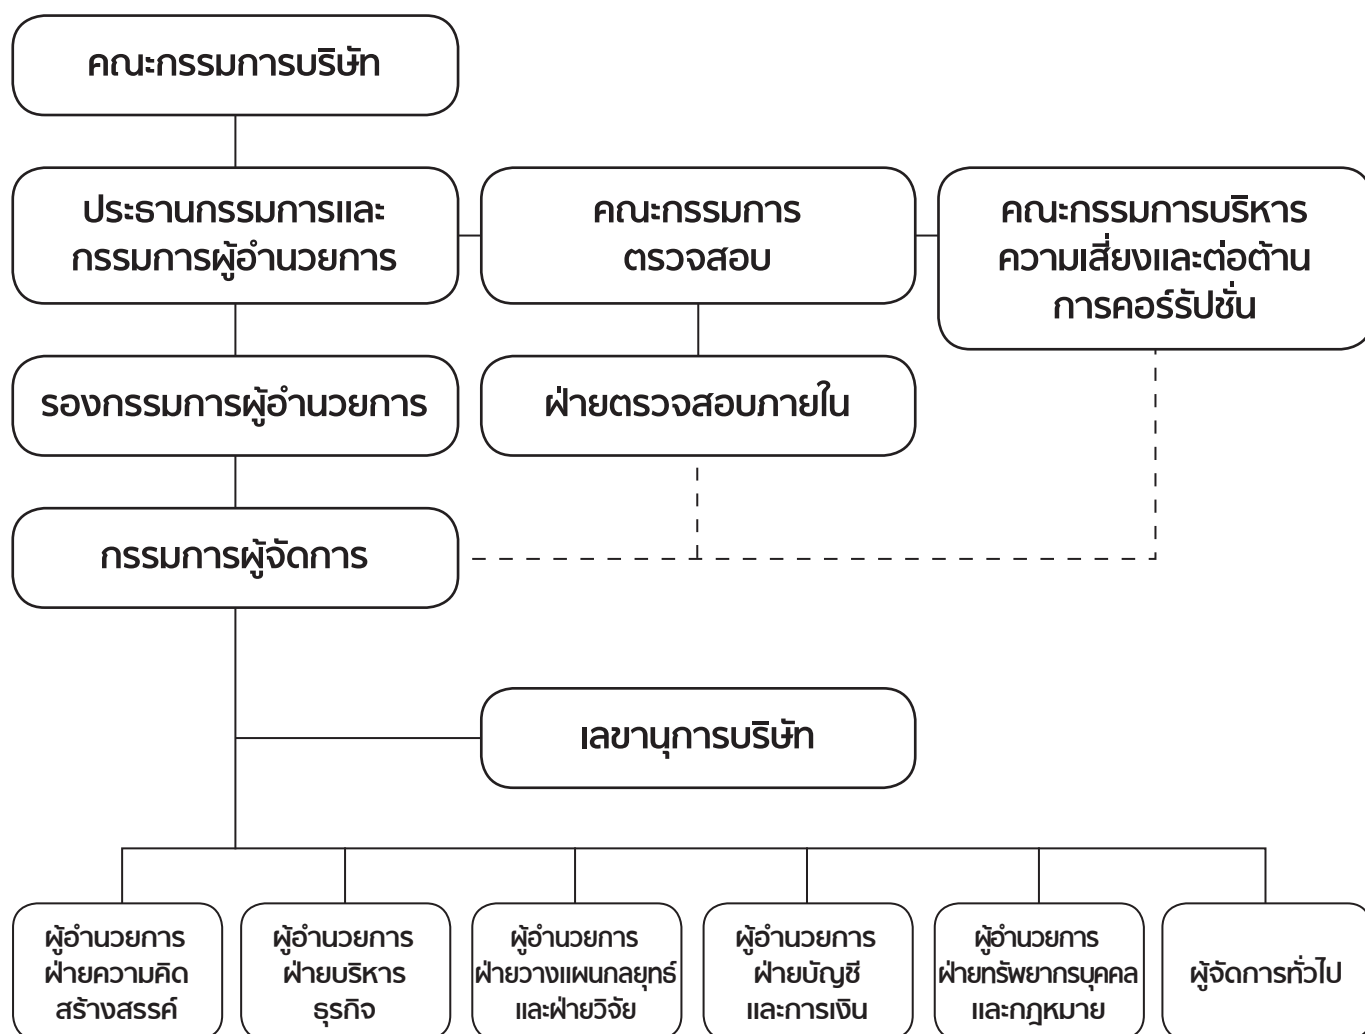 คณะกรรมการบริษัท
ประธานกรรมการและ
กรรมการผู้อำนวยการ
คณะกรรมการ
ตรวจสอบ
คณะกรรมการบริหาร
ความเสี่ยงและต่อต้าน
การคอร์รัปชั่น
รองกรรมการผู้อำนวยการ
ฝ่ายตรวจสอบภายใน
กรรมการผู้จัดการ
เลขานุการบริษัท
ผู้อำนวยการ
ฝ่ายความคิด
สร้างสรรค์
ผู้อำนวยการ
ฝ่ายบริหาร
ธุรกิจ
ผู้อำนวยการ
ฝ่ายวางแผนกลยุทธ์
และฝ่ายวิจัย
ผู้อำนวยการ
ฝ่ายบัญชี
และการเงิน
ผู้อำนวยการ
ฝ่ายทรัพยากรบุคคล
และกฎหมาย
ผู้จัดการทั่วไป